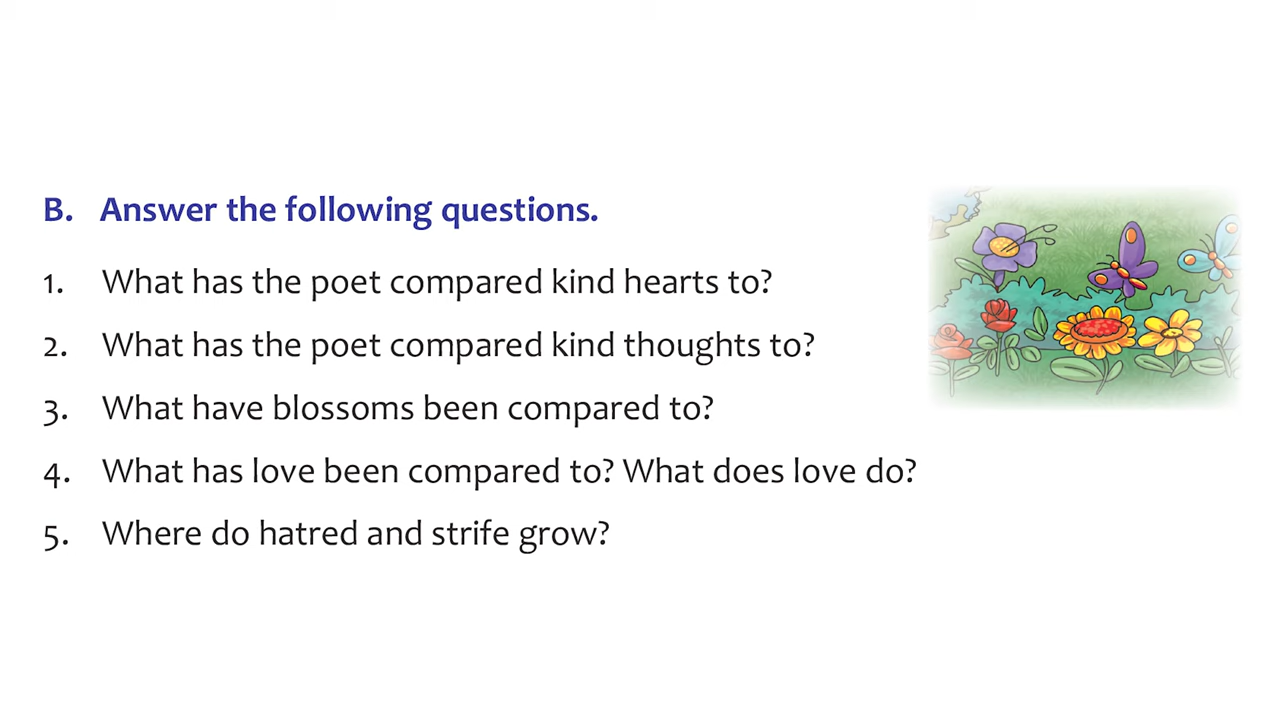 B. Answer the following questions.
1. What has the poet compared kind hearts to?
2. What has the poet compared kind thoughts to?
3. What have blossoms been compared to?
4. What has love been compared to? What does love do?
5. Where do hatred and strife grow?